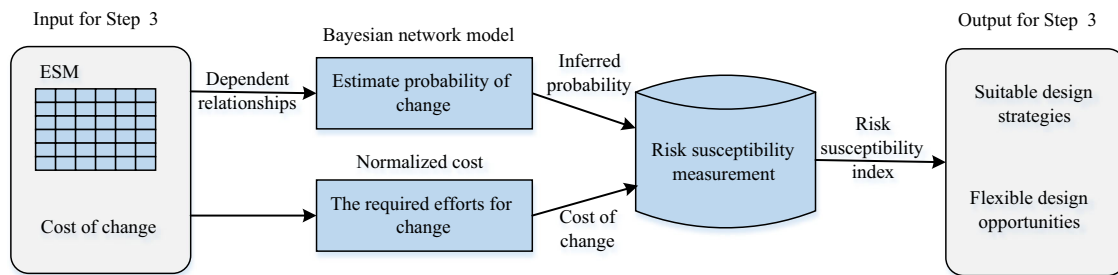 Input for Step 3
ESM
Cost of change
Dependent
relationships
Bayesian network model
Estimate probability of
change
Normalized cost
The required efforts for
change
Inferred
probability
Cost of
change
Risk susceptibility
measurement
Risk
susceptibility
index
Output for Step 3
Suitable design
strategies
Flexible design
opportunities